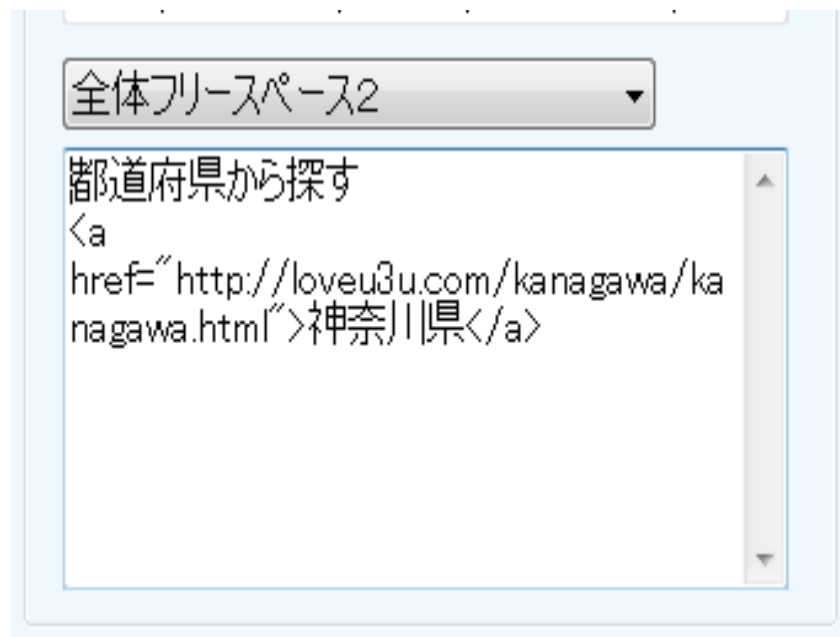 全体フリースペース2
都道府県から探す
<a
href="http://loveu3u.com/kanagawa/ka
nagawa.html">神奈川県</a>